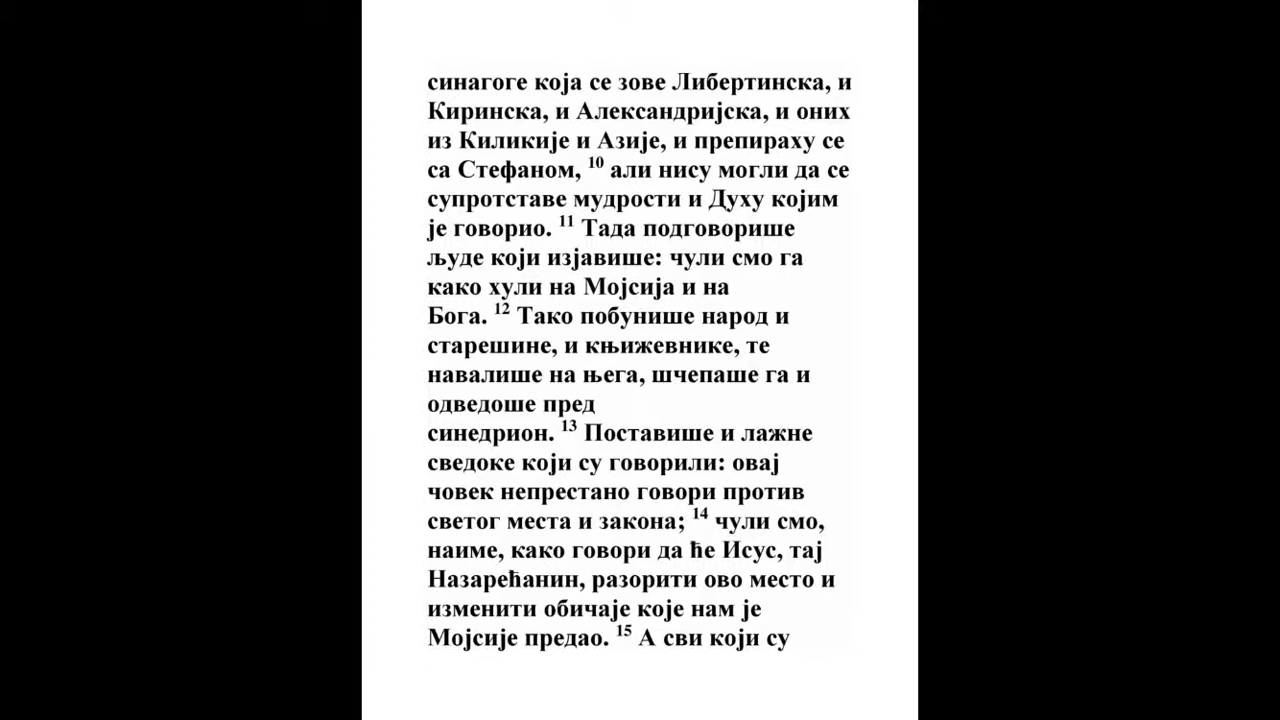 синагоге која се зове Либертинска, и
Киринска, и Александријска, и оних
из Киликије и Азије, и препираху се
са Стефаном, 10 али нису могли да се
супротставе мудрости и Духу којим
је говорио. 11 Тада подговорише
људе који изјавише: чули смо га
како хули на Мојсија и на
Бога. 12 Тако побунише народ и
старешине, и књижевнике, те
навалише на њега, шчепаше га и
одведоше пред
синедрион. 13 Поставише и лажне
сведоке који су говорили: овај
човек непрестано говори против
светог места и закона; 14 чули смо,
наиме, како говори да ће Исус, тај
Назарећанин, разорити ово место и
изменити обичаје које нам је
Мојсије предао. 15 А сви који су